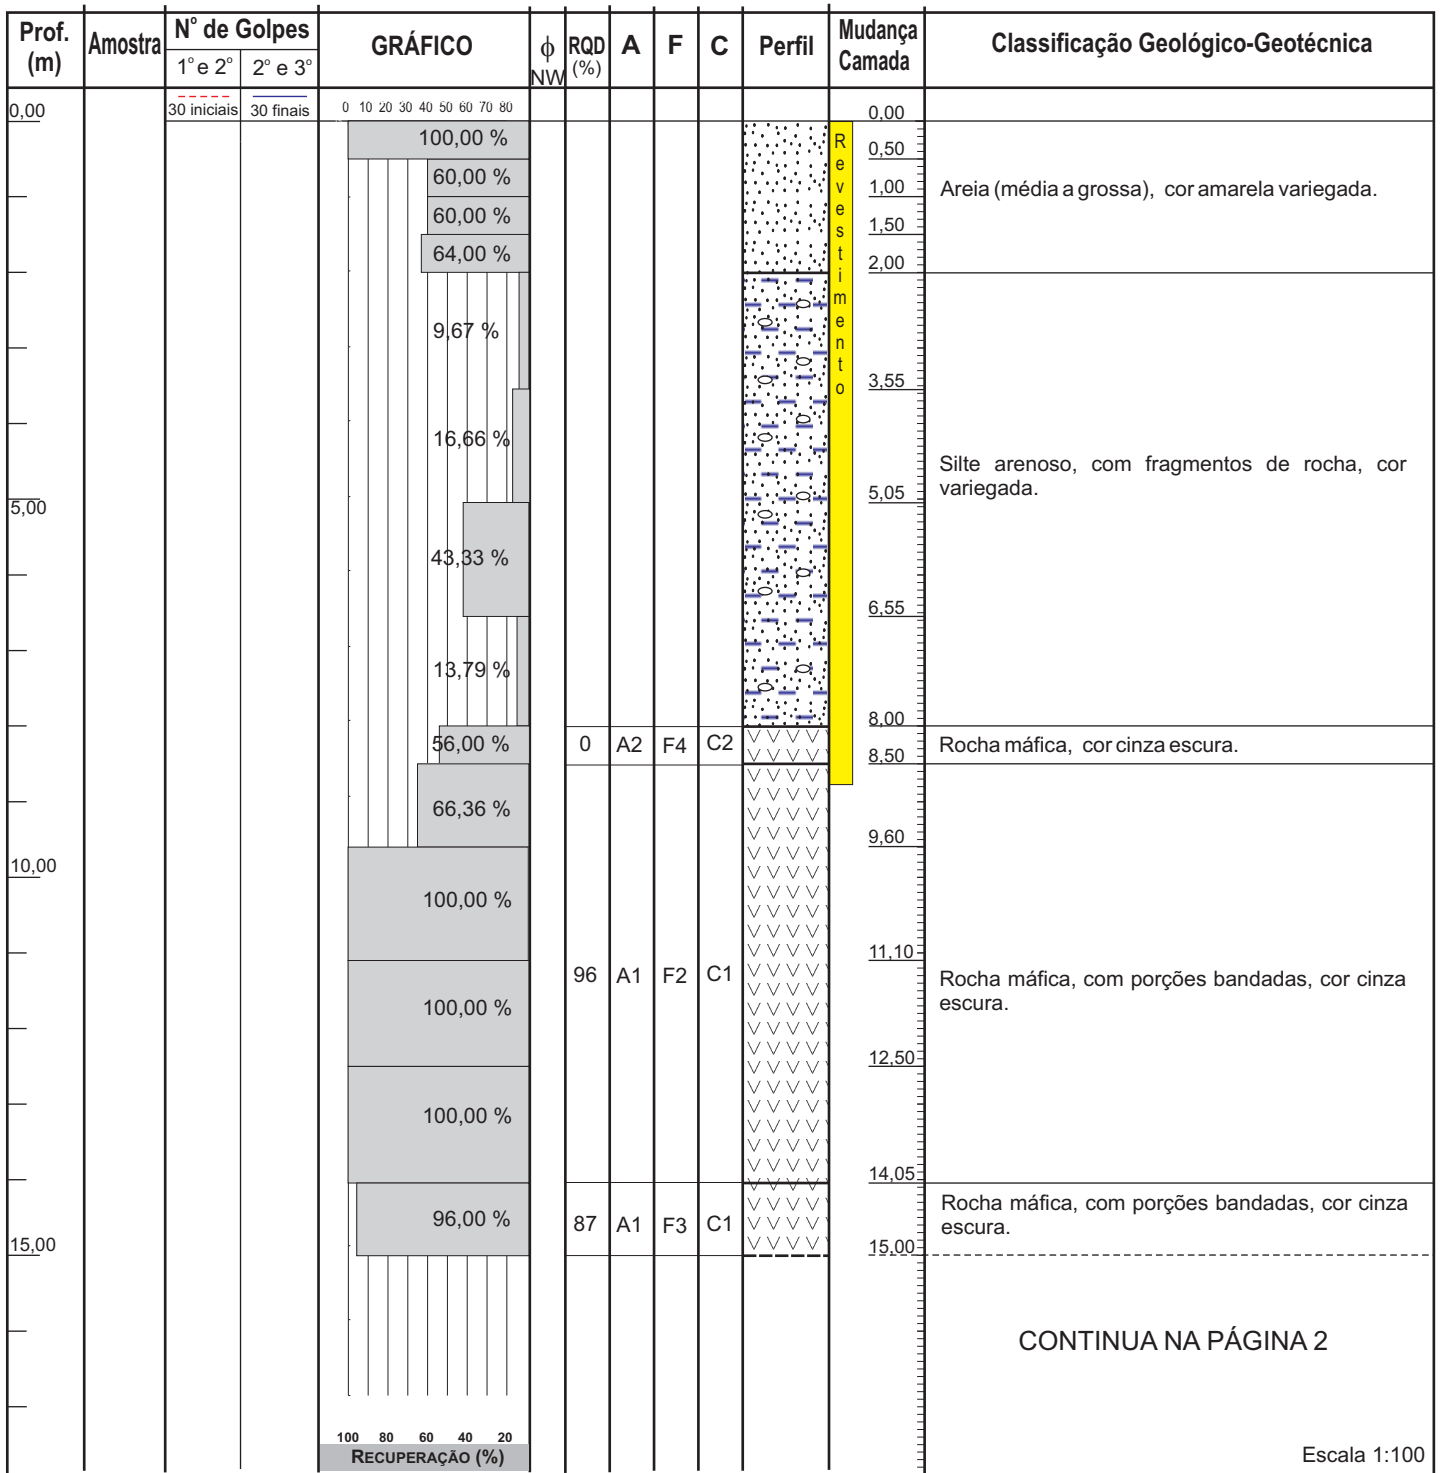 Prof. (m)
Amostra
N° de Golpes
1° e 2°
2° e 3°
GRÁFICO
ϕ
NW
RQD (%)
A
F
C
Perfil
Mudança Camada
Classificação Geológico-Geotécnica
30 iniciais
30 finais
0 10 20 30 40 50 60 70 80
0,00
0,00
100,00 %
Revestimento
0,50
60,00 %
1,00
Areia (média a grossa), cor amarela variegada.
60,00 %
1,50
64,00 %
2,00
9,67 %
3,55
16,66 %
Silte arenoso, com fragmentos de rocha, cor
variegada.
5,00
5,05
43,33 %
6,55
13,79 %
8,00
56,00 %
0
A2
F4
C2
Rocha máfica, cor cinza escura.
8,50
66,36 %
9,60
10,00
100,00 %
11,10
96
A1
F2
C1
Rocha máfica, com porções bandadas, cor cinza
escura.
100,00 %
12,50
100,00 %
14,05
96,00 %
87
A1
F3
C1
Rocha máfica, com porções bandadas, cor cinza
escura.
15,00
15,00
CONTINUA NA PÁGINA 2
100 80 60 40 20
RECUPERAÇÃO (%)
Escala 1:100